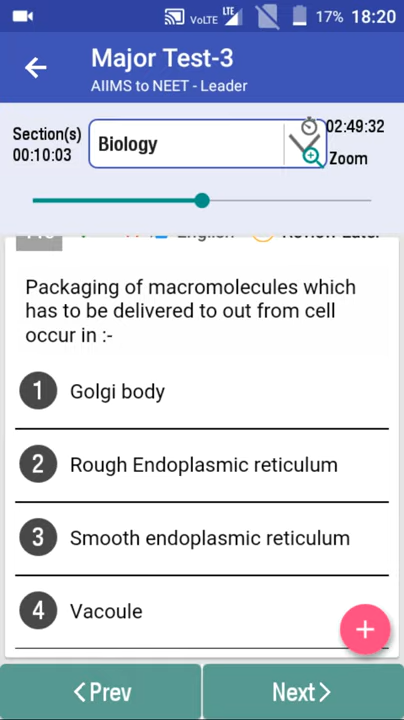 VoLTE LTE 17% 18:20
Major Test-3
AIIMS to NEET - Leader
Section(s)
00:10:03
Biology
02:49:32
Zoom
English Review Later
Packaging of macromolecules which
has to be delivered to out from cell
occur in :-
1 Golgi body
2 Rough Endoplasmic reticulum
3 Smooth endoplasmic reticulum
4 Vacoule
+
<Prev
Next>